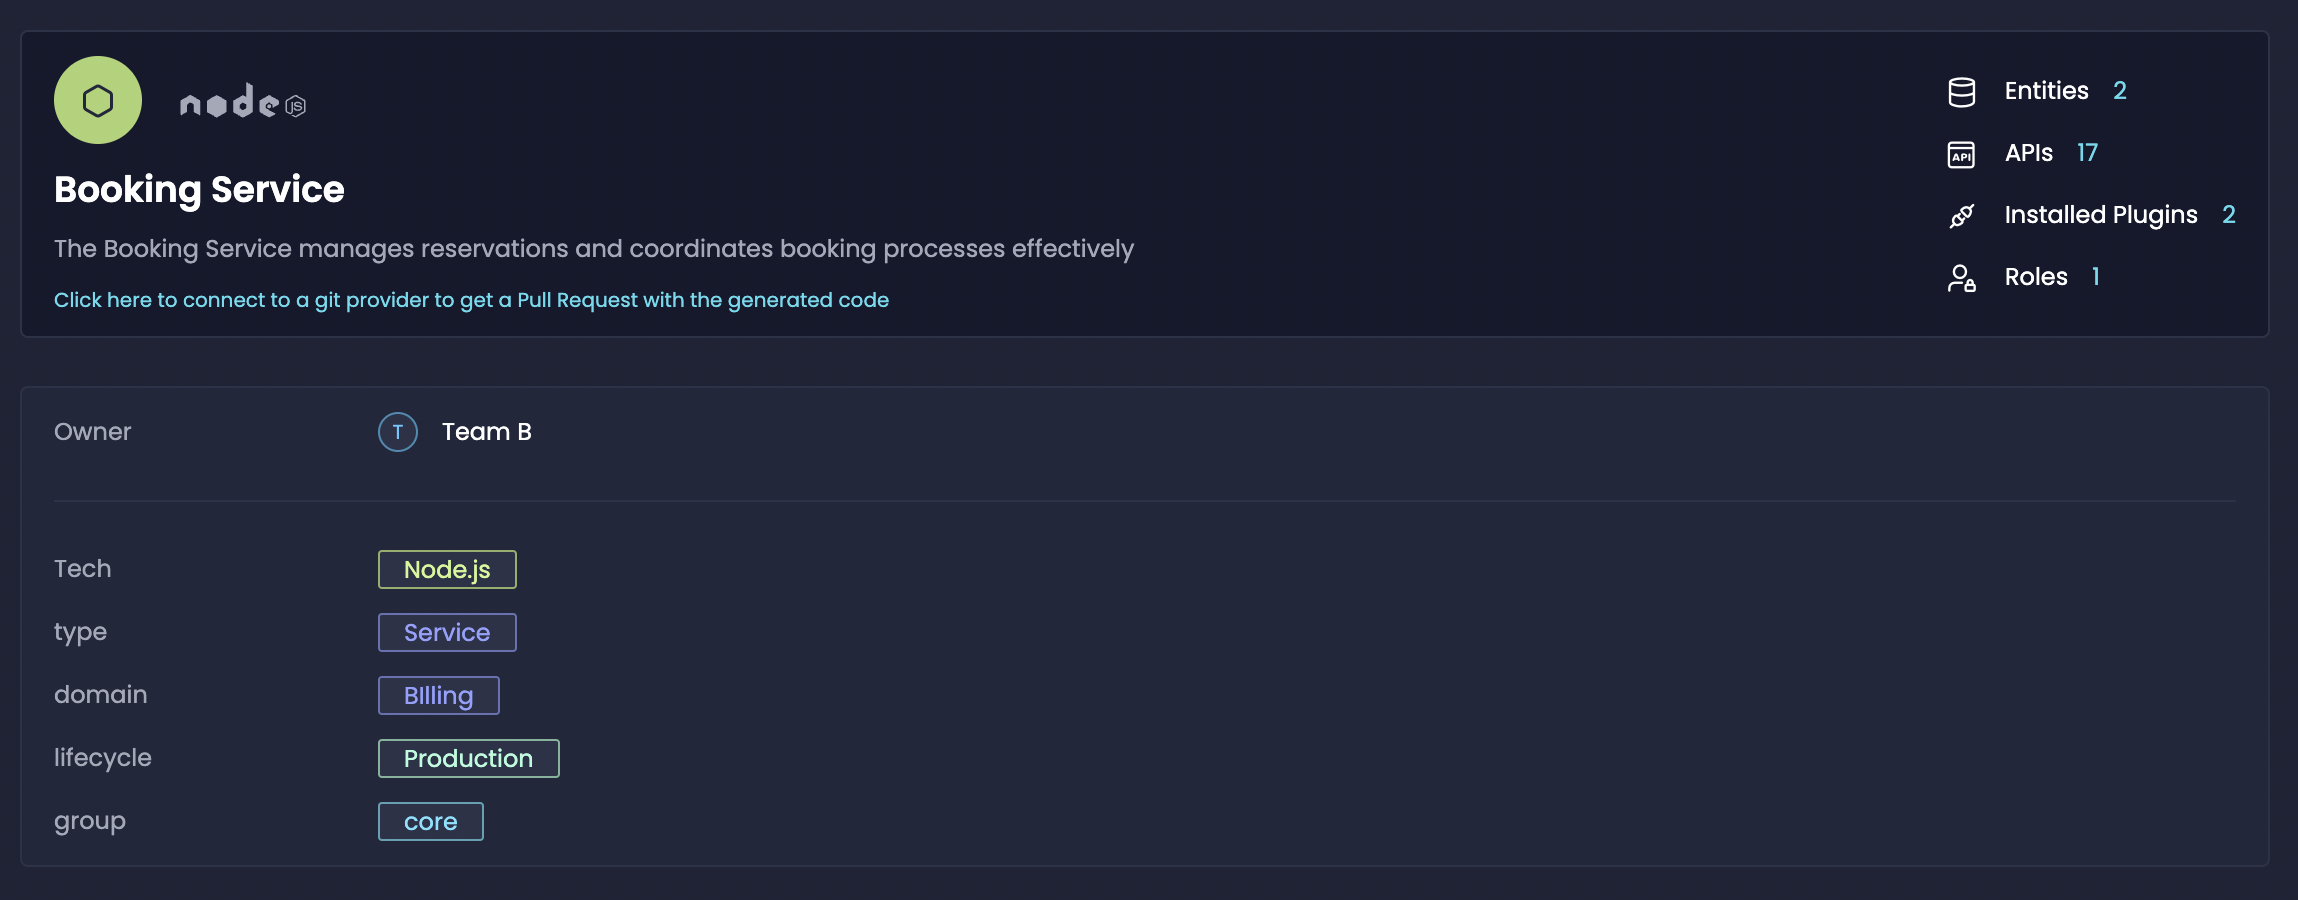 node JS
Booking Service
The Booking Service manages reservations and coordinates booking processes effectively
Click here to connect to a git provider to get a Pull Request with the generated code
Entities 2
API
APIs 17
Installed Plugins 2
Roles 1
Owner T Team B
Tech Node.js
type Service
domain BIlling
lifecycle Production
group core